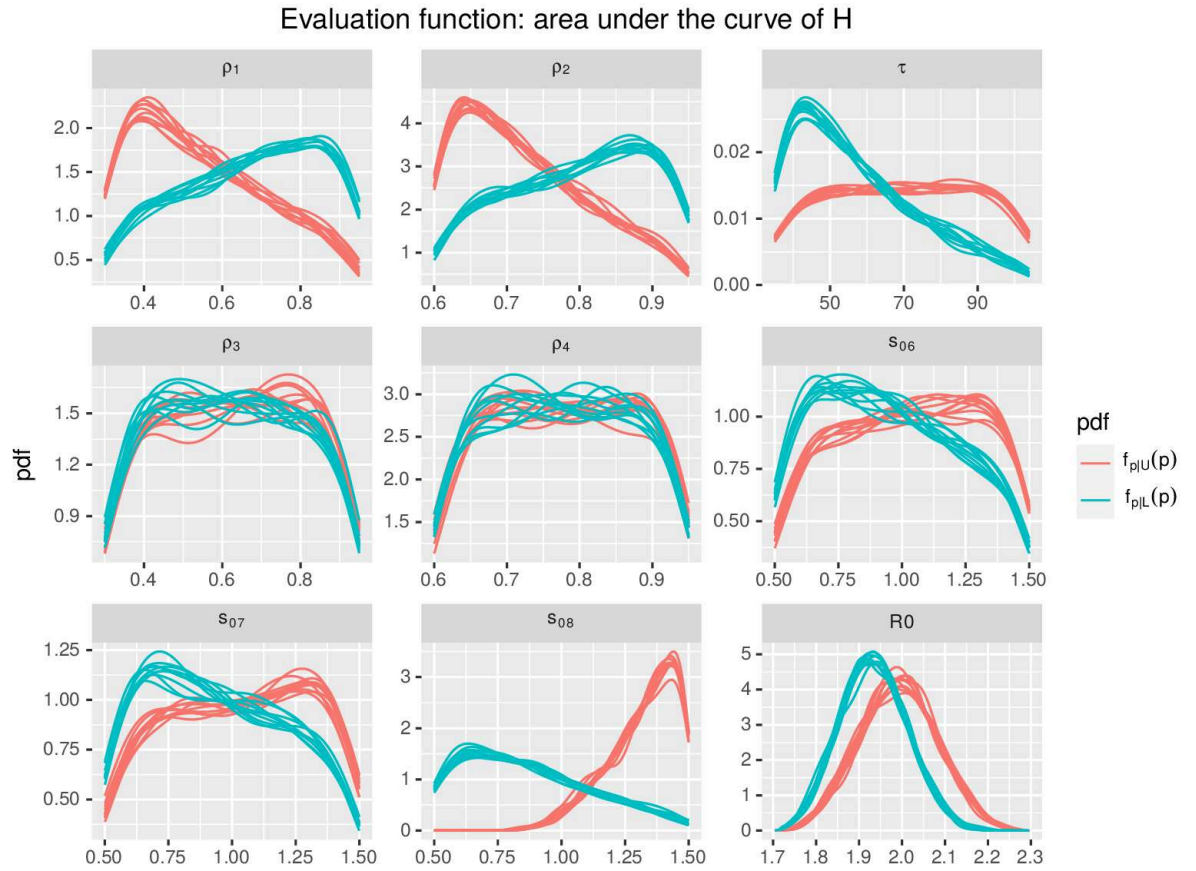 Evaluation function: area under the curve of H
ρ₁
ρ₂
τ
2.0
1.5
1.0
0.5
4
3
2
1
0.02
0.01
0.00
0.4 0.6 0.8
0.6 0.7 0.8 0.9
50 70 90
ρ₃
ρ₄
s₀₆
1.5
1.2
0.9
3.0
2.5
2.0
1.5
1.00
0.75
0.50
0.4 0.6 0.8
0.6 0.7 0.8 0.9
0.50 0.75 1.00 1.25 1.50
s₀₇
s₀₈
R0
1.25
1.00
0.75
0.50
3
2
1
0
5
4
3
2
1
0
0.50 0.75 1.00 1.25 1.50
0.50 0.75 1.00 1.25 1.50
1.7 1.8 1.9 2.0 2.1 2.2 2.3
pdf
pdf
f p|U(p)
f p|L(p)